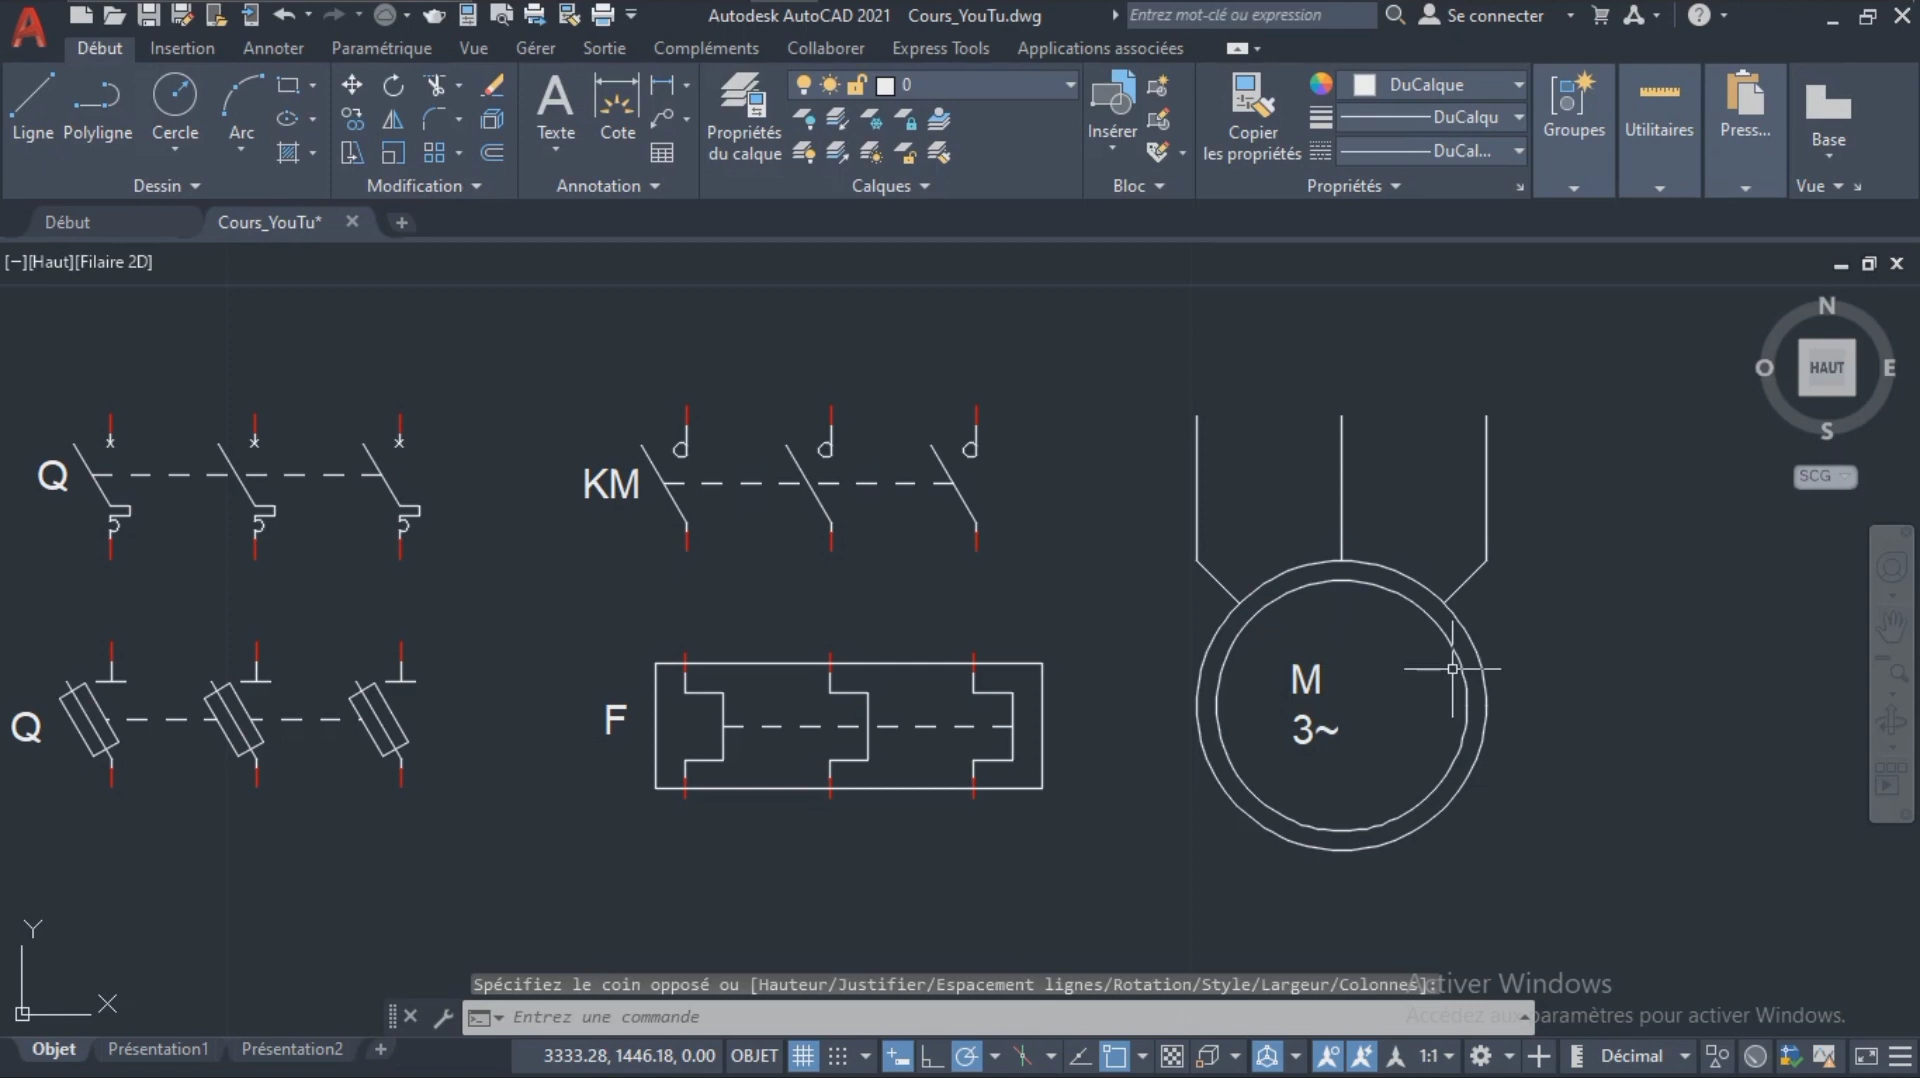 Autodesk AutoCAD 2021 Cours_YouTu.dwg
Entrez mot-clé ou expression
Se connecter
Début Insertion Annoter Paramétrique Vue Gérer Sortie Compléments Collaborer Express Tools Applications associées
0
DuCalque
DuCalqu
DuCal...
Ligne Polyligne Cercle Arc
Texte Cote
Propriétés
du calque
Insérer
Copier
les propriétés
Groupes Utilitaires Press... Base
Dessin Modification Annotation Calques Bloc Propriétés Vue
Début Cours_YouTu*
[−][Haut][Filaire 2D]
N
O HAUT E
S
SCG
Q
KM
Q
F
M
3~
Y
X
Spécifiez le coin opposé ou [Hauteur/Justifier/Espacement lignes/Rotation/Style/Largeur/Colonnes]:
Activer Windows
Entrez une commande
Accédez aux paramètres pour activer Windows.
Objet Présentation1 Présentation2
3333.28, 1446.18, 0.00 OBJET 1:1 Décimal